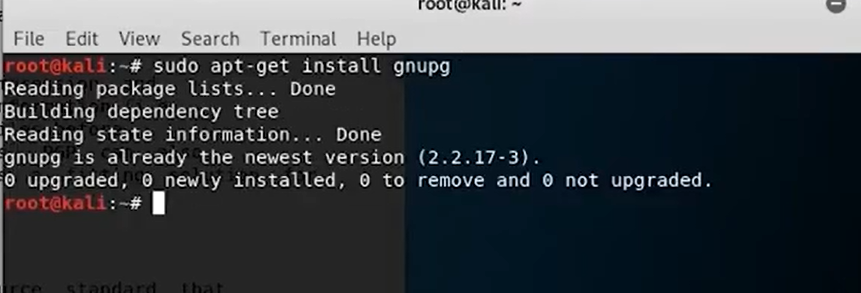 root@kali: ~
File Edit View Search Terminal Help
root@kali:~# sudo apt-get install gnupg
Reading package lists... Done
Building dependency tree
Reading state information... Done
gnupg is already the newest version (2.2.17-3).
0 upgraded, 0 newly installed, 0 to remove and 0 not upgraded.
root@kali:~#
standard that